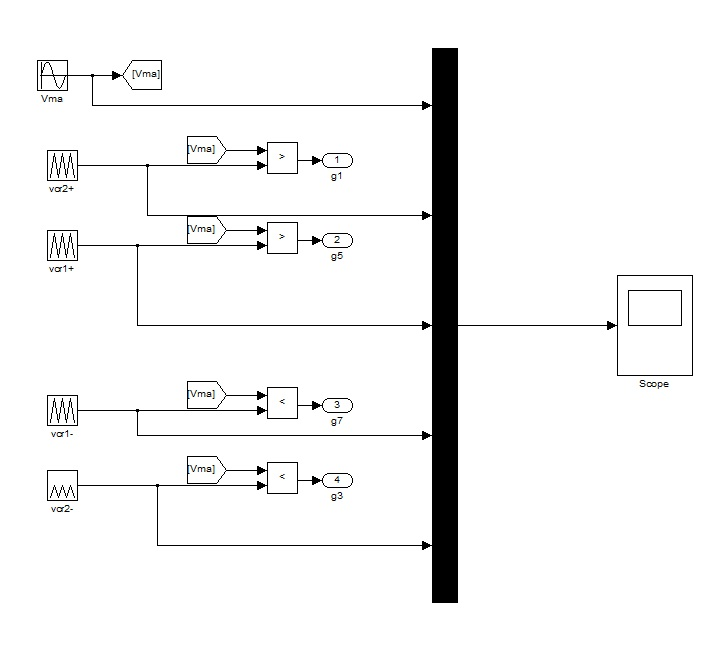 [Vma]
Vma
[Vma]
>
1
vcr2+
g1
[Vma]
>
2
vcr1+
g5
Scope
[Vma]
<
3
vcr1-
g7
[Vma]
<
4
vcr2-
g3